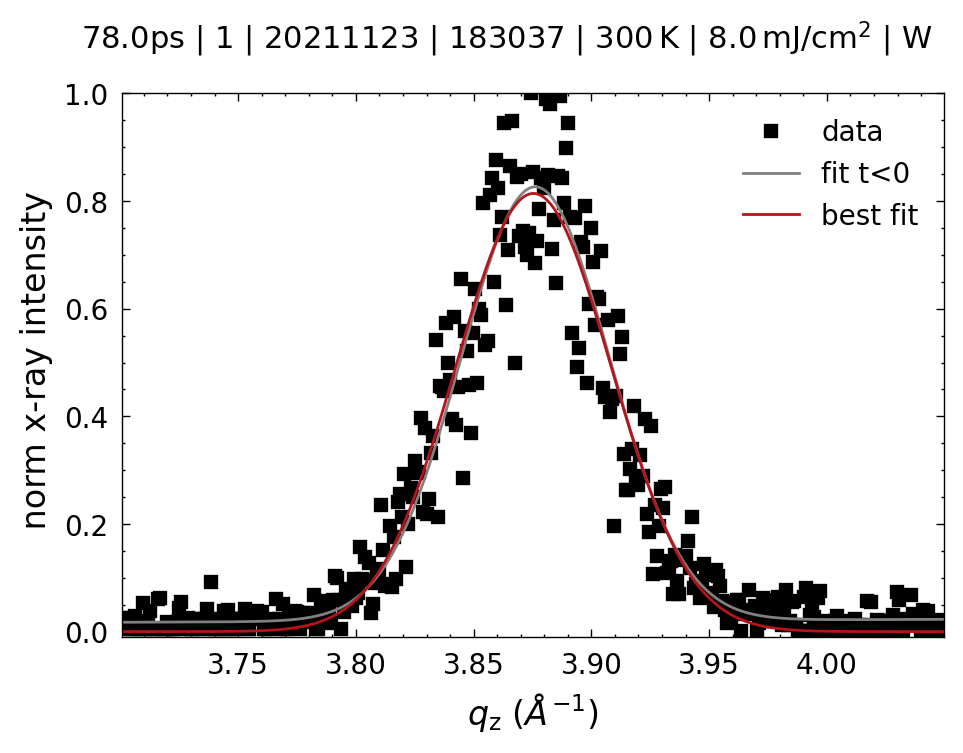 78.0ps | 1 | 20211123 | 183037 | 300 K | 8.0 mJ/cm² | W
1.0
0.8
0.6
0.4
0.2
0.0
norm x-ray intensity
data
fit t<0
best fit
3.75 3.80 3.85 3.90 3.95 4.00
q_z (Å⁻¹)